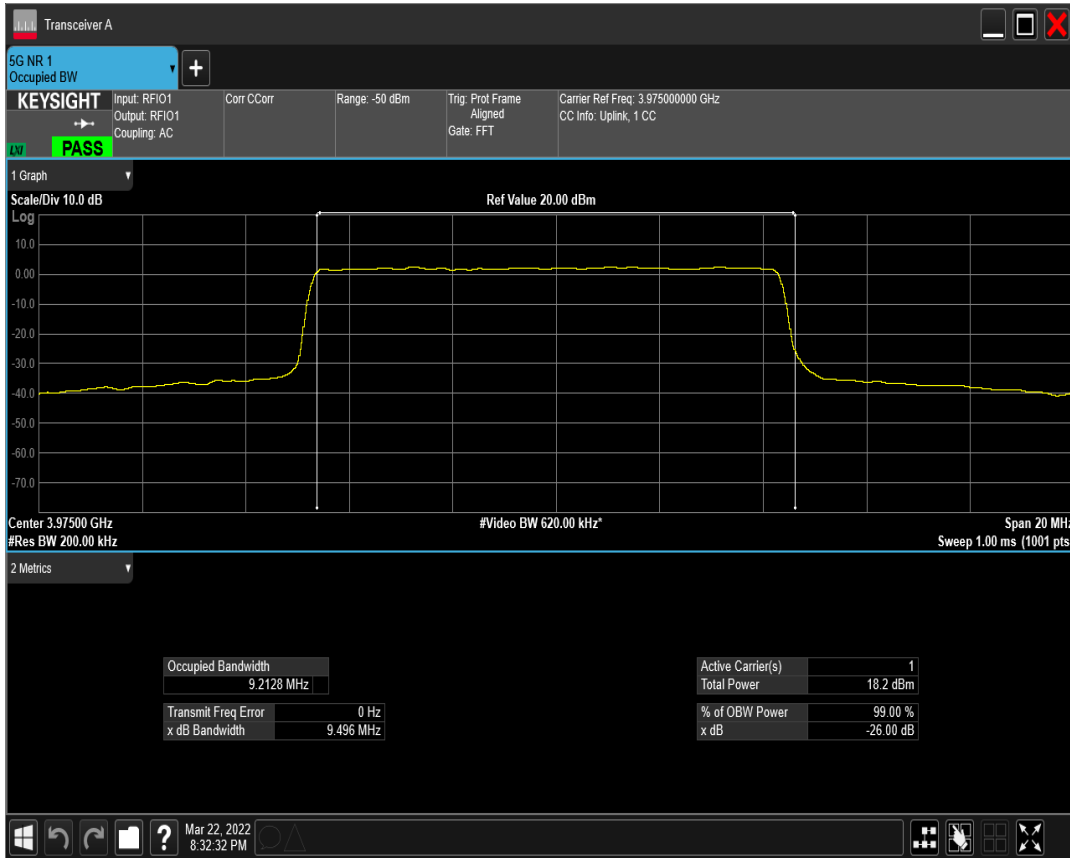 Transceiver A
5G NR 1
Occupied BW
KEYSIGHT
LXI
PASS
Input: RFIO1
Output: RFIO1
Coupling: AC
Corr CCorr
Range: -50 dBm
Trig: Prot Frame
Aligned
Gate: FFT
Carrier Ref Freq: 3.975000000 GHz
CC Info: Uplink, 1 CC
1 Graph
Scale/Div 10.0 dB
Ref Value 20.00 dBm
Log
10.0
0.00
-10.0
-20.0
-30.0
-40.0
-50.0
-60.0
-70.0
Center 3.97500 GHz
#Video BW 620.00 kHz*
Span 20 MHz
#Res BW 200.00 kHz
Sweep 1.00 ms (1001 pts
2 Metrics
Occupied Bandwidth
9.2128 MHz
Transmit Freq Error 0 Hz
x dB Bandwidth 9.496 MHz
Active Carrier(s) 1
Total Power 18.2 dBm
% of OBW Power 99.00 %
x dB -26.00 dB
?
Mar 22, 2022
8:32:32 PM